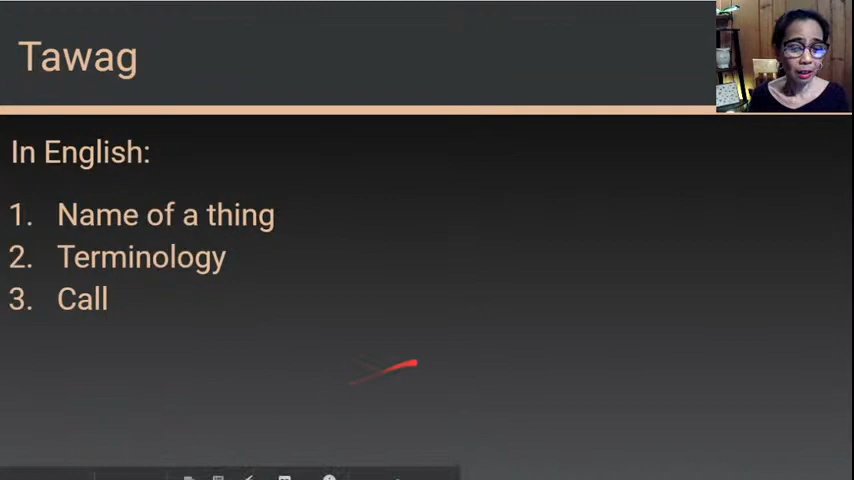 Tawag
In English:
1. Name of a thing
2. Terminology
3. Call